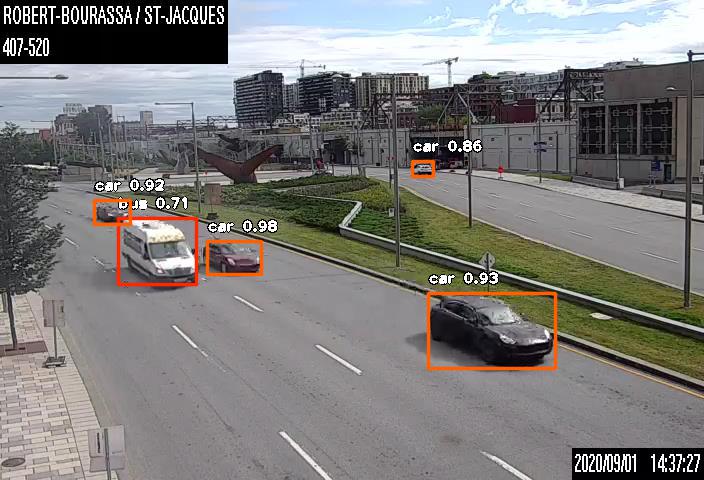 ROBERT-BOURASSA / ST-JACQUES
407-520
car 0.86
car 0.92
bus 0.71
car 0.98
car 0.93
2020/09/01 14:37:27